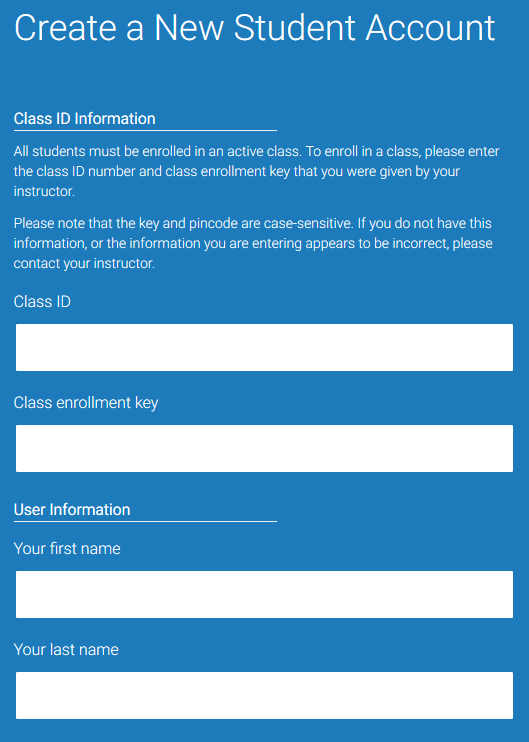 Create a New Student Account
Class ID Information
All students must be enrolled in an active class. To enroll in a class, please enter
the class ID number and class enrollment key that you were given by your
instructor.
Please note that the key and pincode are case-sensitive. If you do not have this
information, or the information you are entering appears to be incorrect, please
contact your instructor.
Class ID
Class enrollment key
User Information
Your first name
Your last name